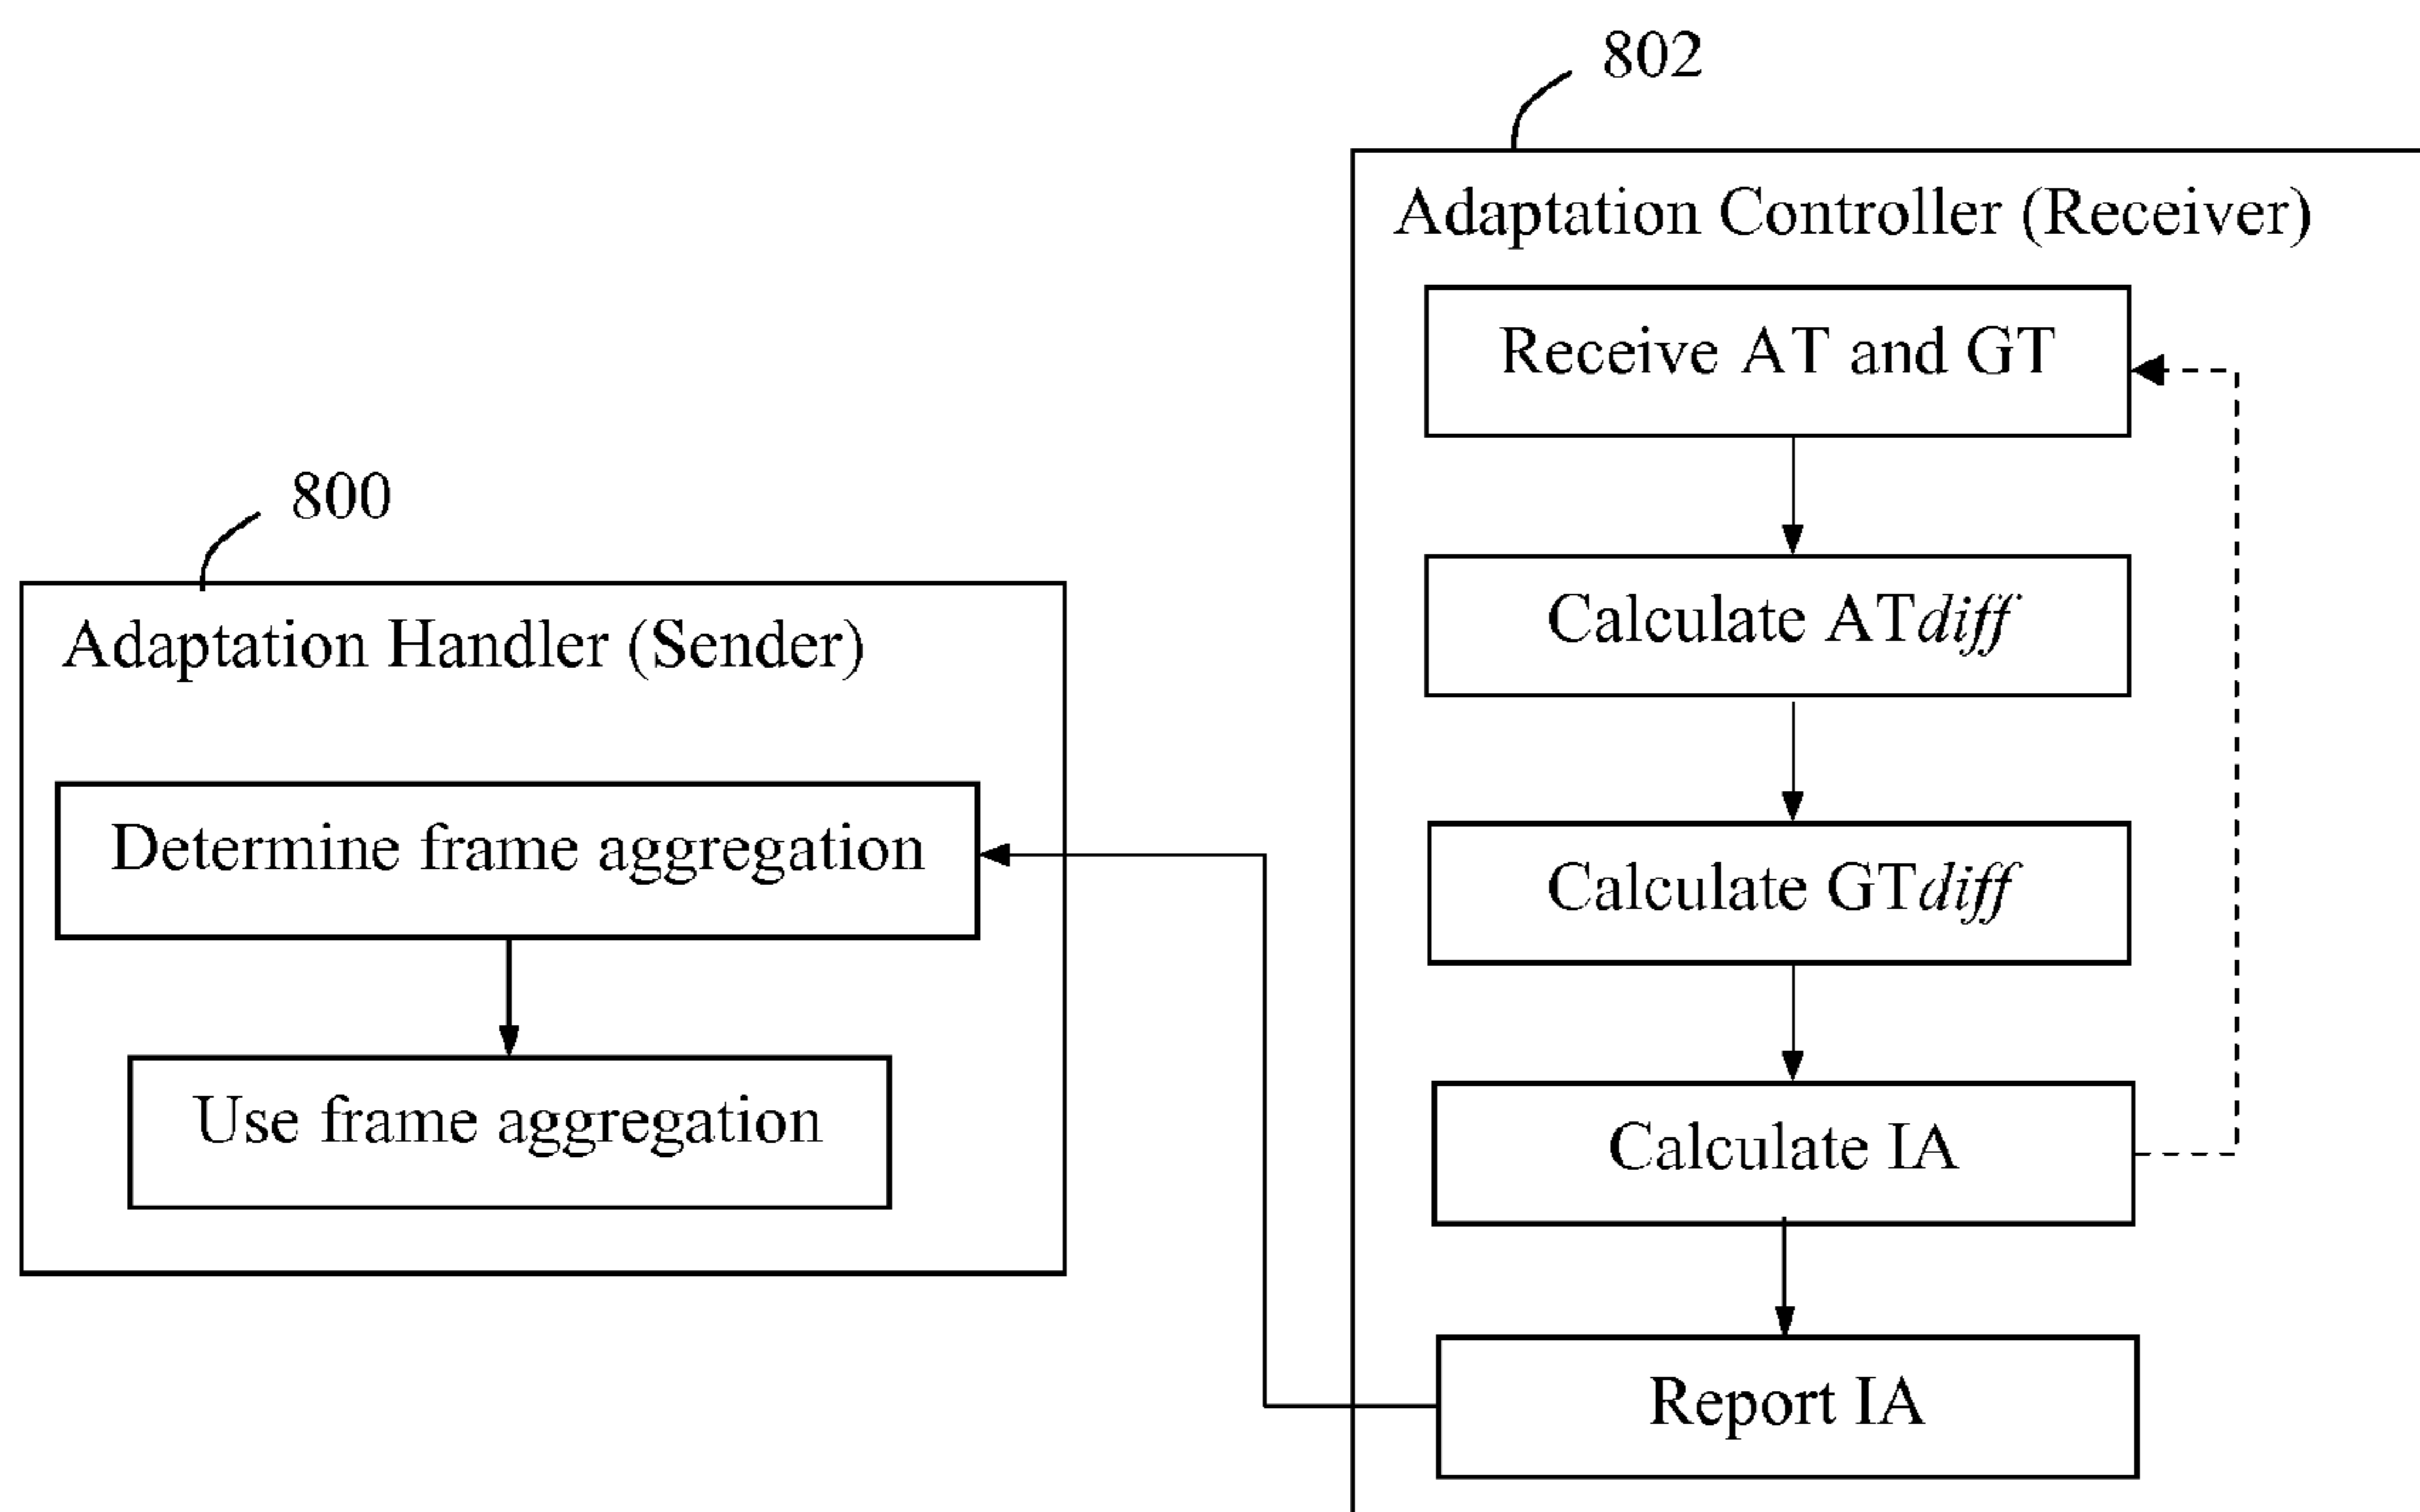 802
Adaptation Controller (Receiver)
Receive AT and GT
Calculate ATdiff
Calculate GTdiff
Calculate IA
Report IA
800
Adaptation Handler (Sender)
Determine frame aggregation
Use frame aggregation